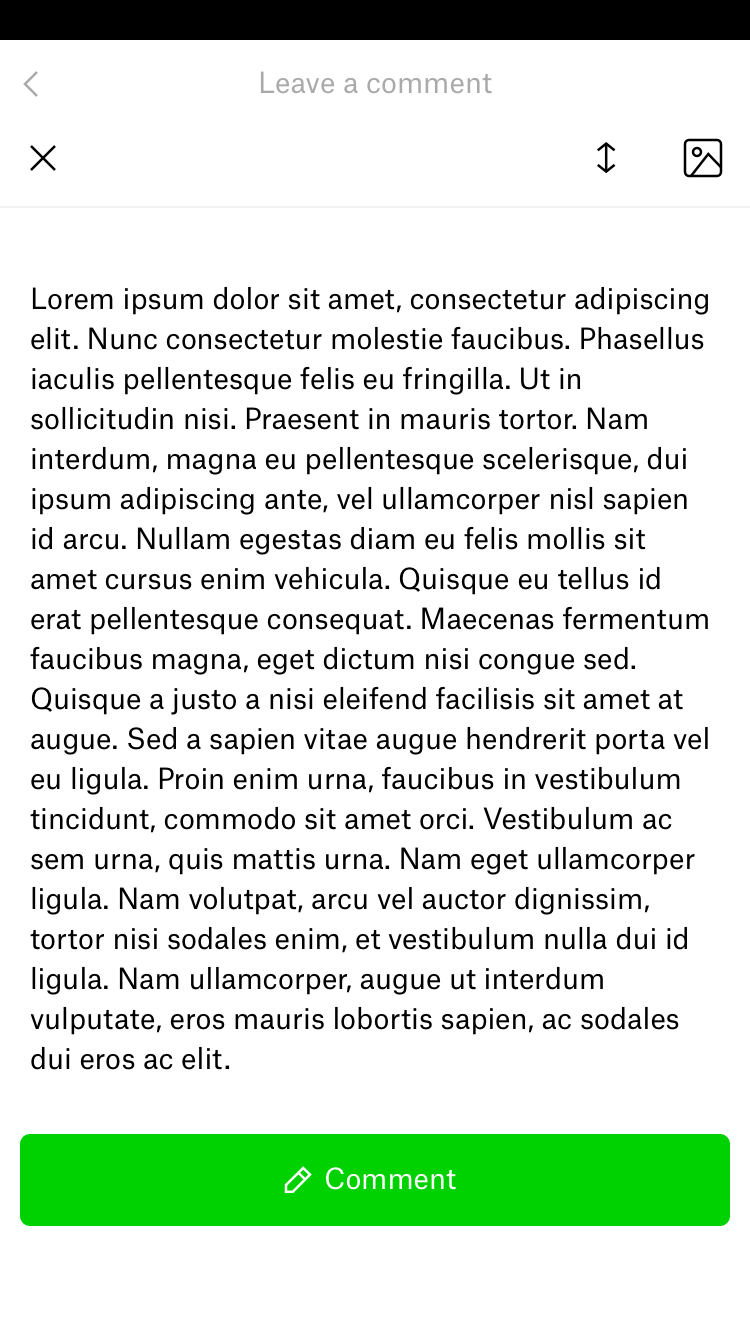 Leave a comment
Lorem ipsum dolor sit amet, consectetur adipiscing
elit. Nunc consectetur molestie faucibus. Phasellus
iaculis pellentesque felis eu fringilla. Ut in
sollicitudin nisi. Praesent in mauris tortor. Nam
interdum, magna eu pellentesque scelerisque, dui
ipsum adipiscing ante, vel ullamcorper nisl sapien
id arcu. Nullam egestas diam eu felis mollis sit
amet cursus enim vehicula. Quisque eu tellus id
erat pellentesque consequat. Maecenas fermentum
faucibus magna, eget dictum nisi congue sed.
Quisque a justo a nisi eleifend facilisis sit amet at
augue. Sed a sapien vitae augue hendrerit porta vel
eu ligula. Proin enim urna, faucibus in vestibulum
tincidunt, commodo sit amet orci. Vestibulum ac
sem urna, quis mattis urna. Nam eget ullamcorper
ligula. Nam volutpat, arcu vel auctor dignissim,
tortor nisi sodales enim, et vestibulum nulla dui id
ligula. Nam ullamcorper, augue ut interdum
vulputate, eros mauris lobortis sapien, ac sodales
dui eros ac elit.
Comment